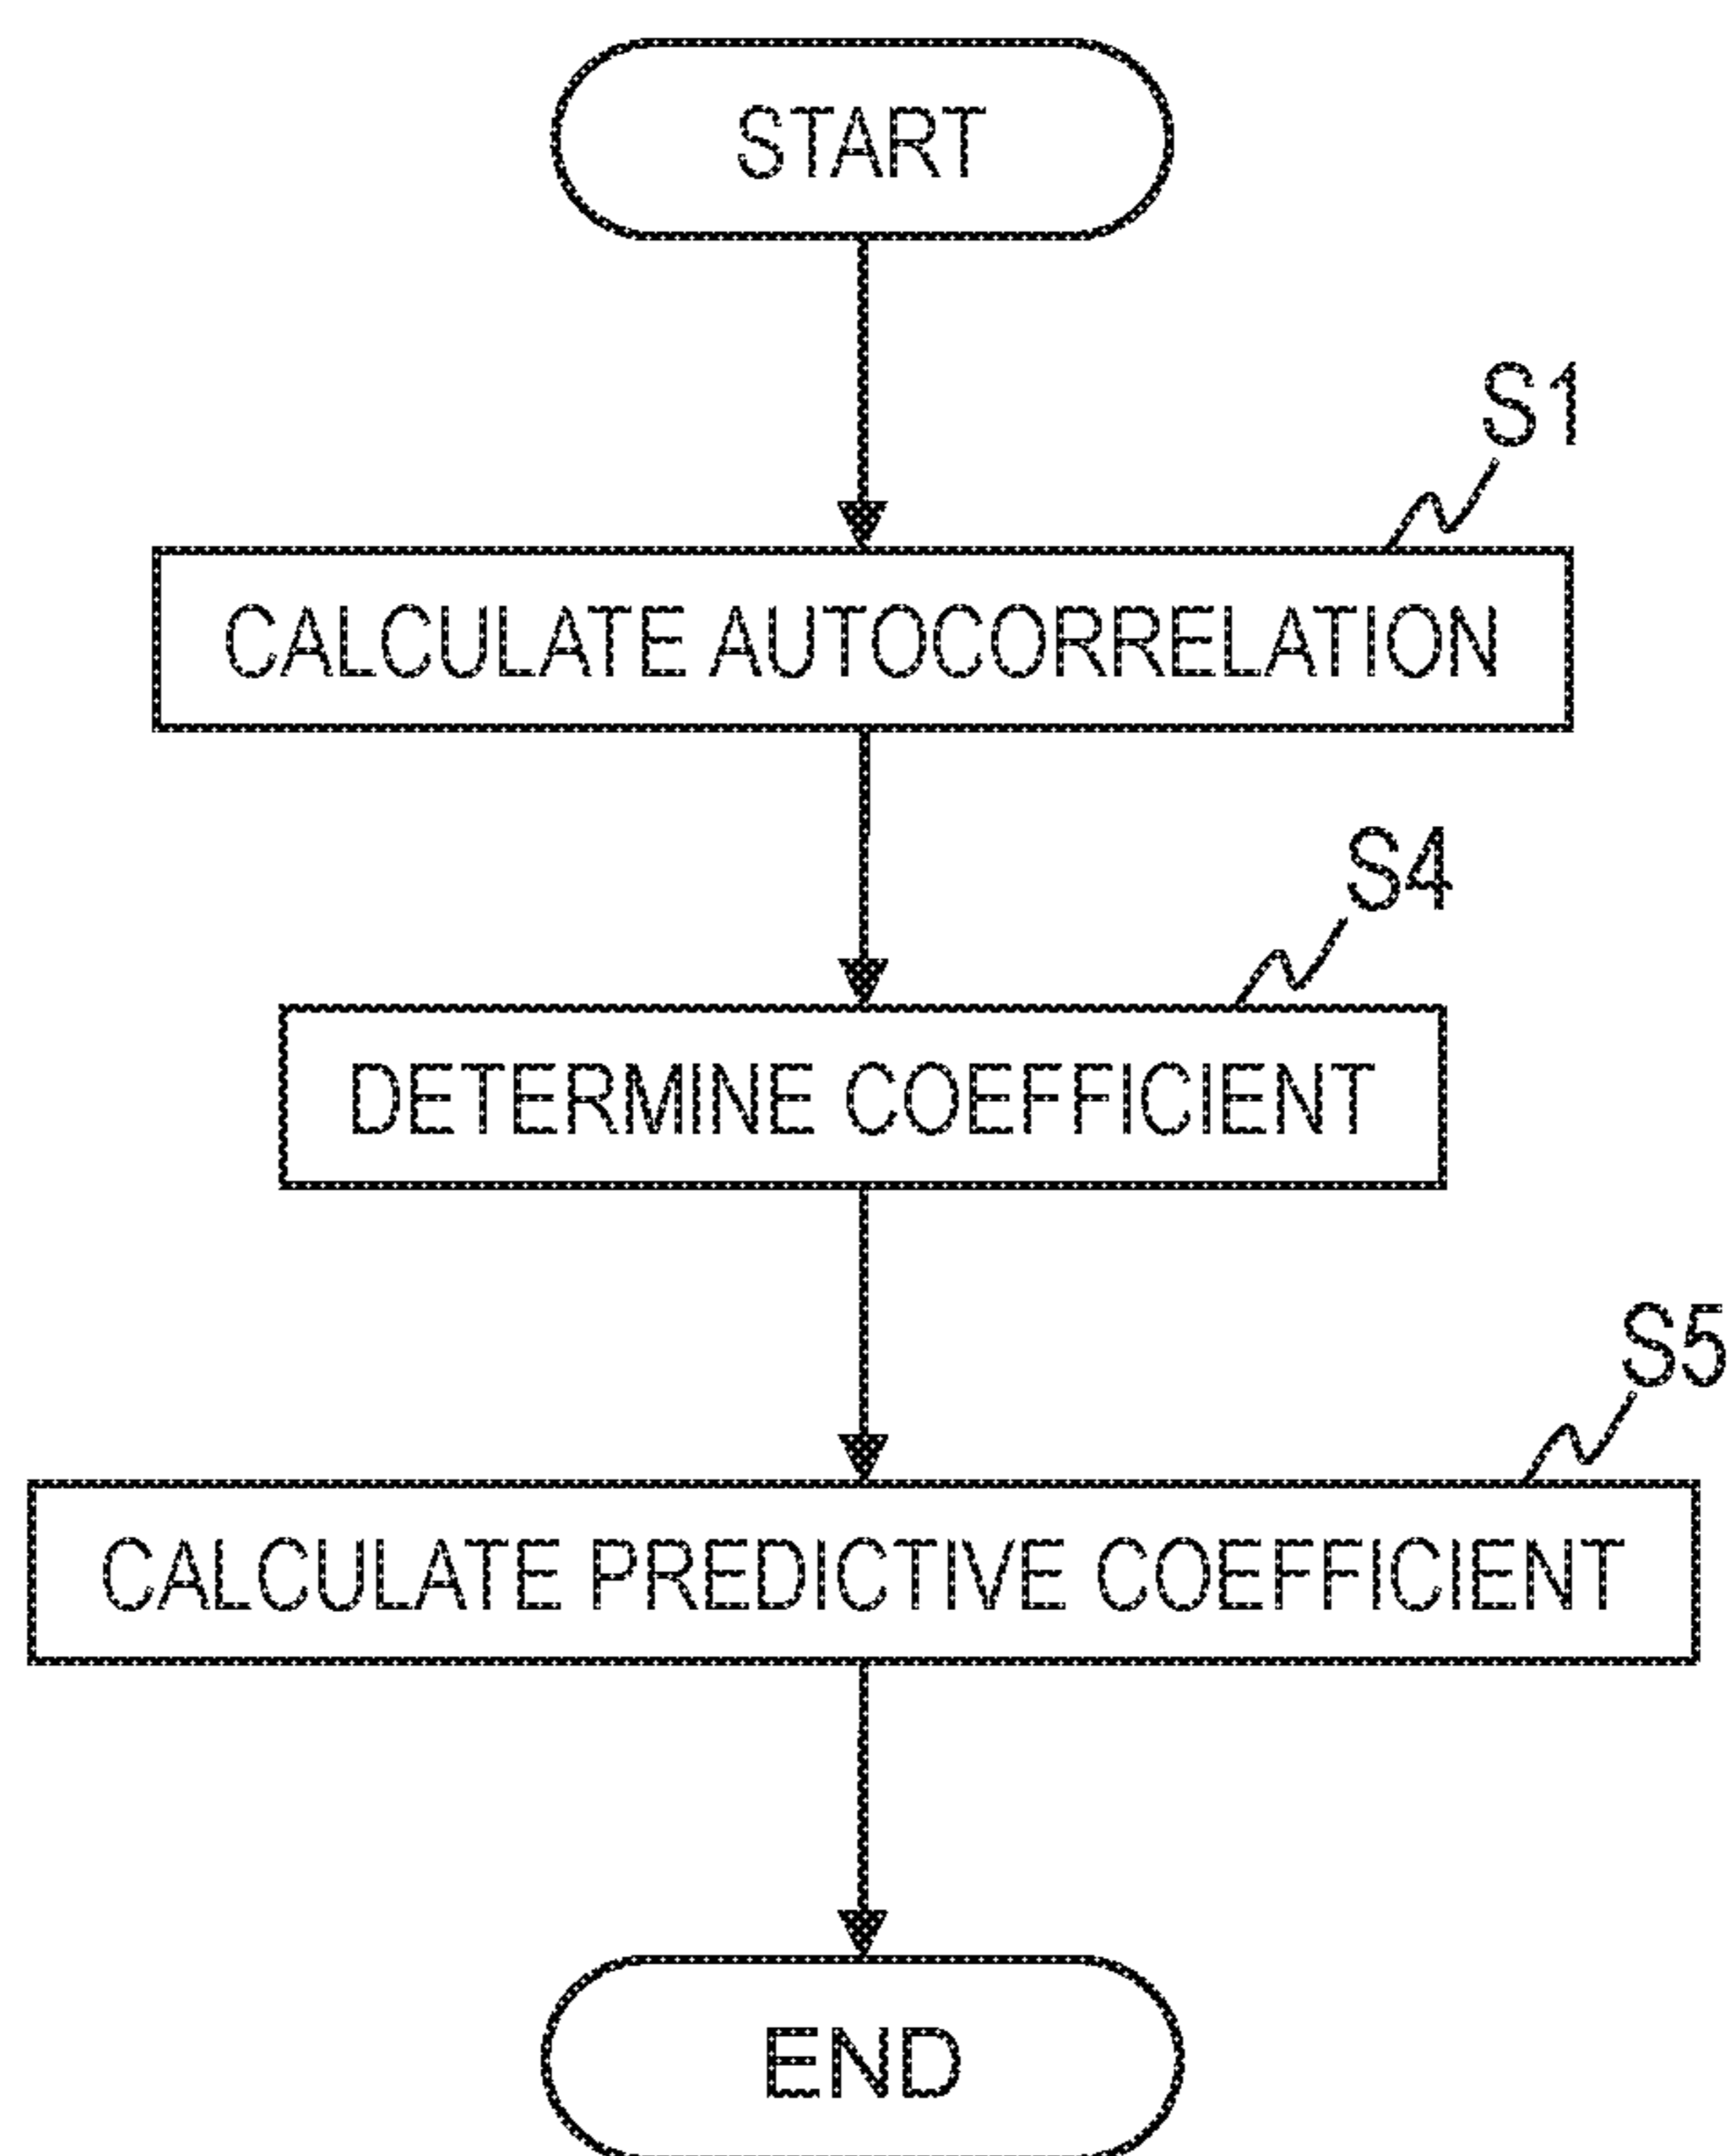 START
S1
CALCULATE AUTOCORRELATION
S4
DETERMINE COEFFICIENT
S5
CALCULATE PREDICTIVE COEFFICIENT
END